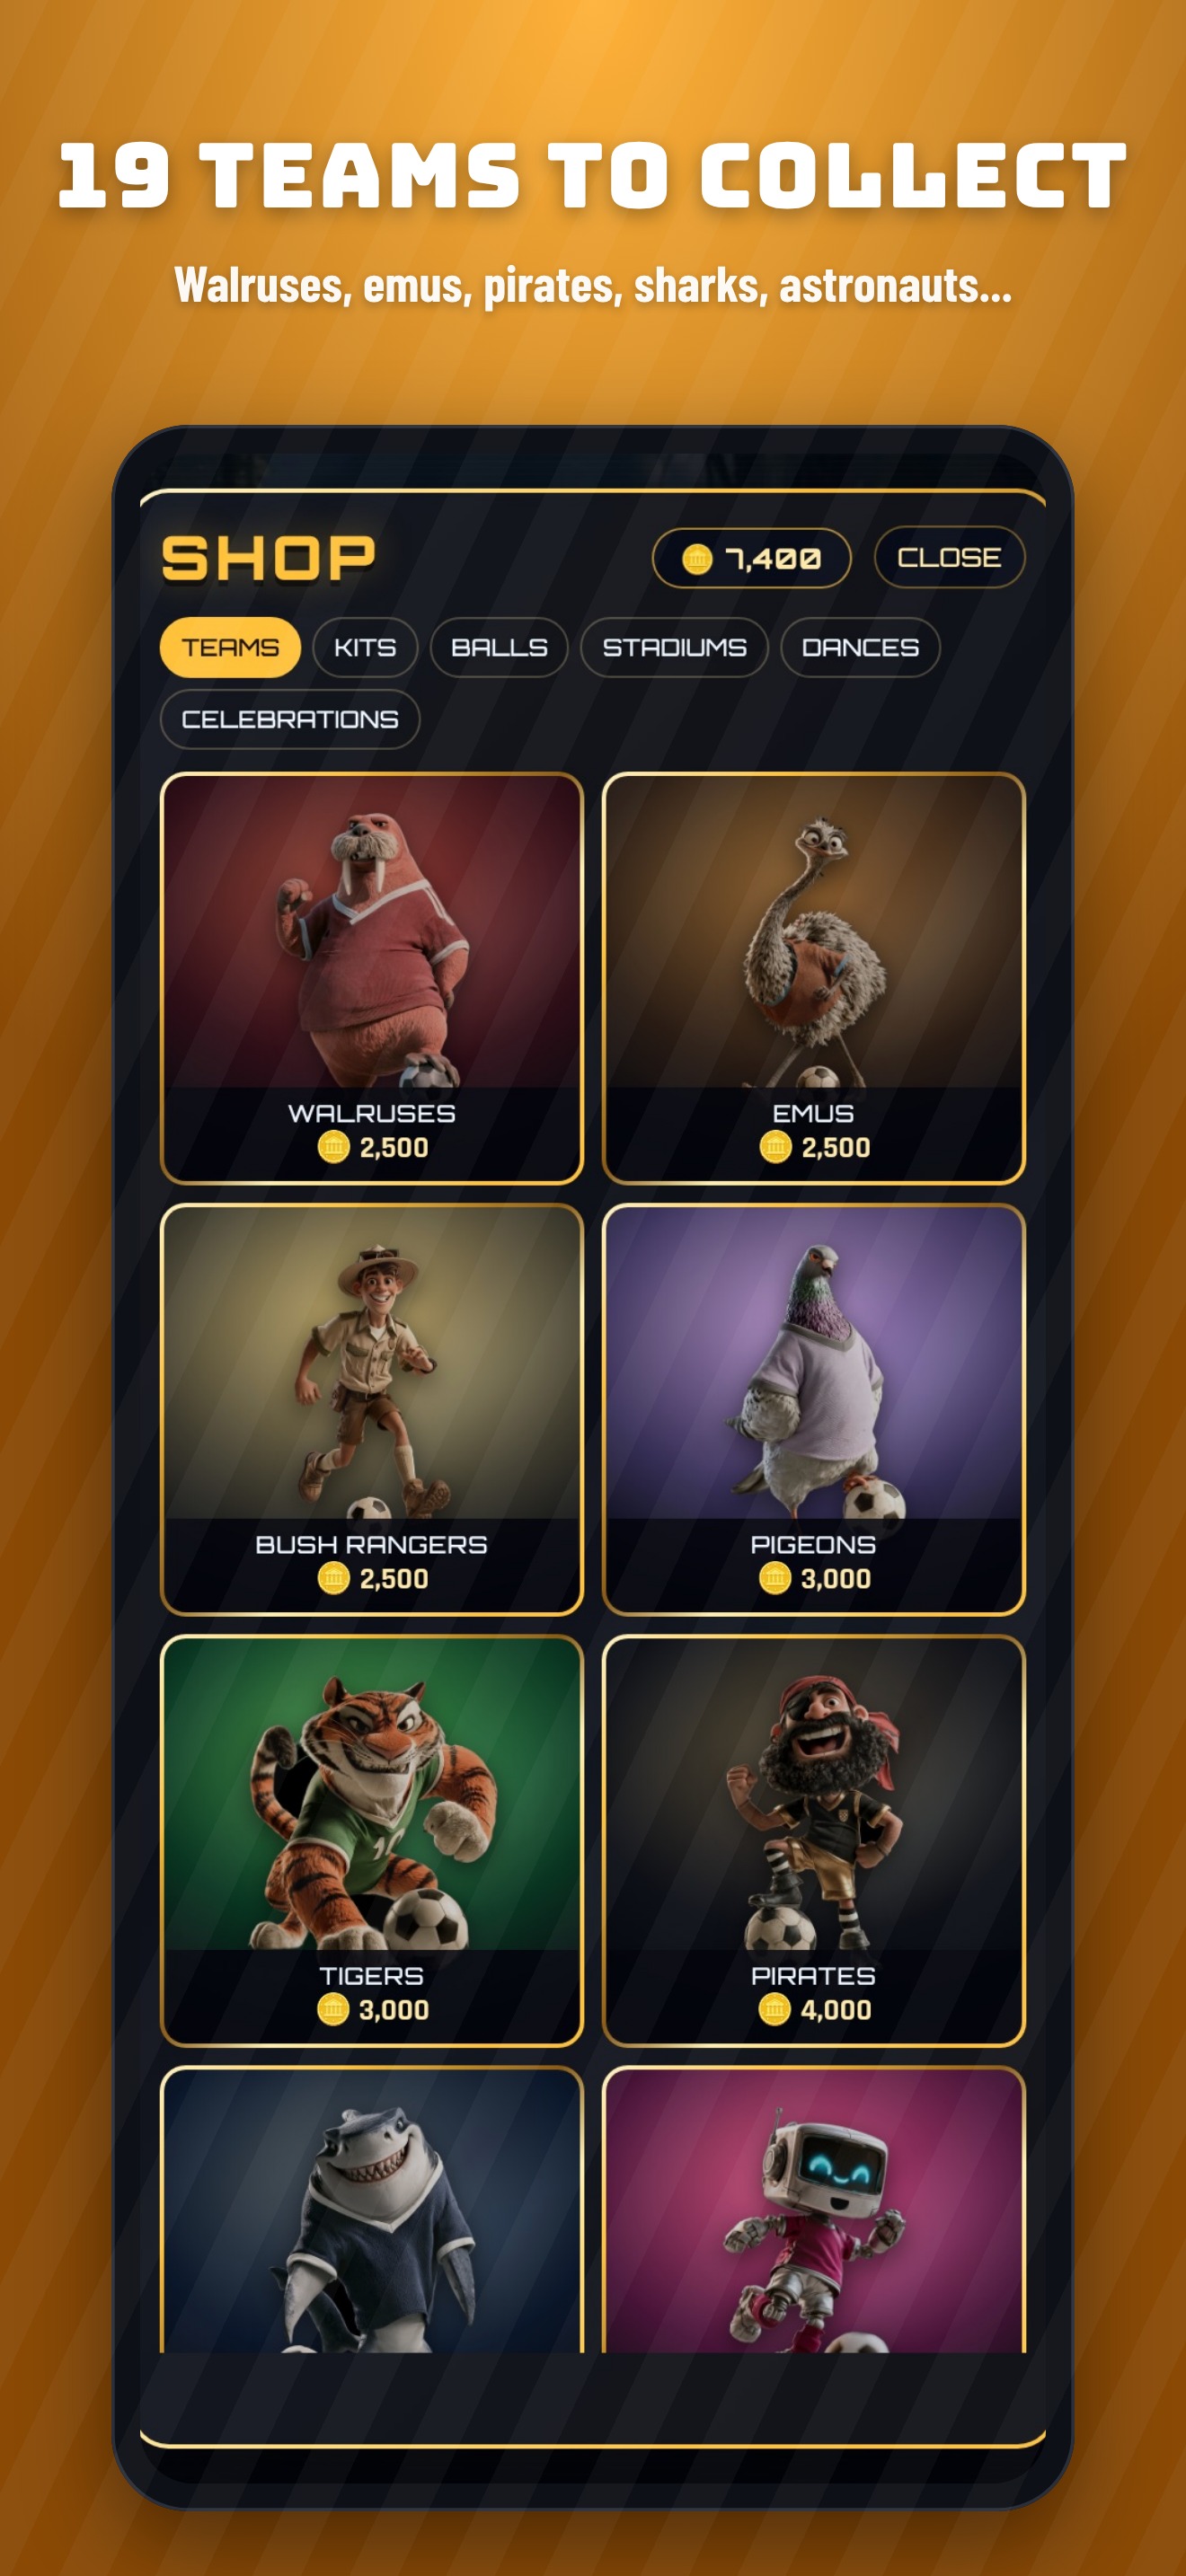 19 TEAMS TO COLLECT
Walruses, emus, pirates, sharks, astronauts...
SHOP
7,400
CLOSE
TEAMS
KITS
BALLS
STADIUMS
DANCES
CELEBRATIONS
WALRUSES
2,500
EMUS
2,500
BUSH RANGERS
2,500
PIGEONS
3,000
TIGERS
3,000
PIRATES
4,000